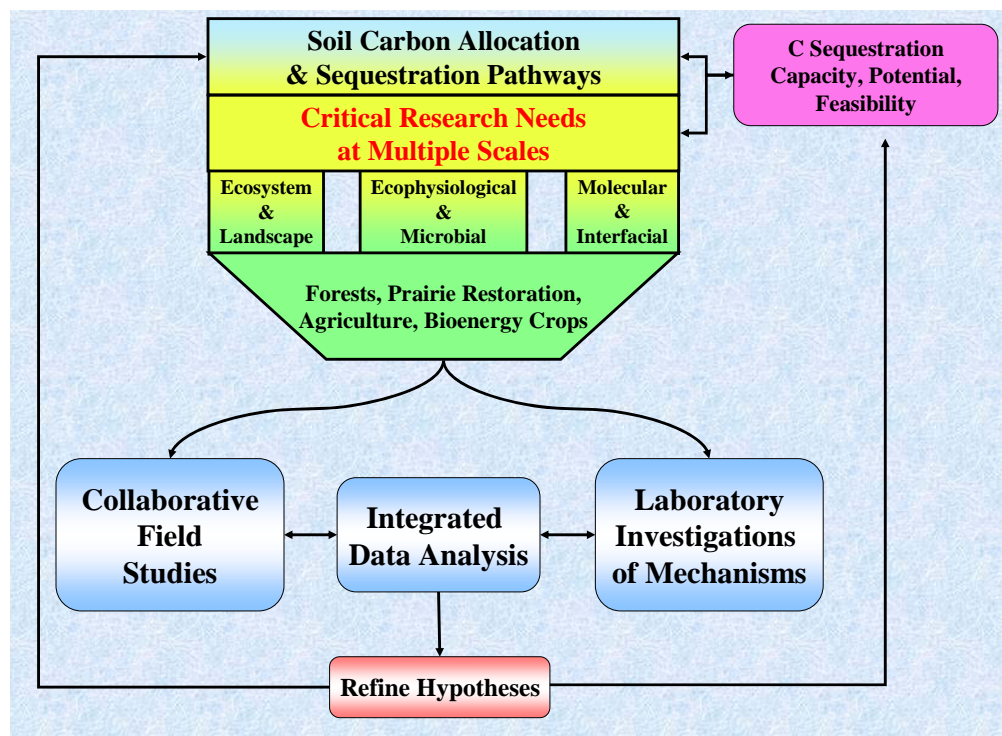 Soil Carbon Allocation
& Sequestration Pathways
C Sequestration
Capacity, Potential,
Feasibility
Critical Research Needs
at Multiple Scales
Ecosystem
&
Landscape
Ecophysiological
&
Microbial
Molecular
&
Interfacial
Forests, Prairie Restoration,
Agriculture, Bioenergy Crops
Collaborative
Field
Studies
Integrated
Data Analysis
Laboratory
Investigations
of Mechanisms
Refine Hypotheses